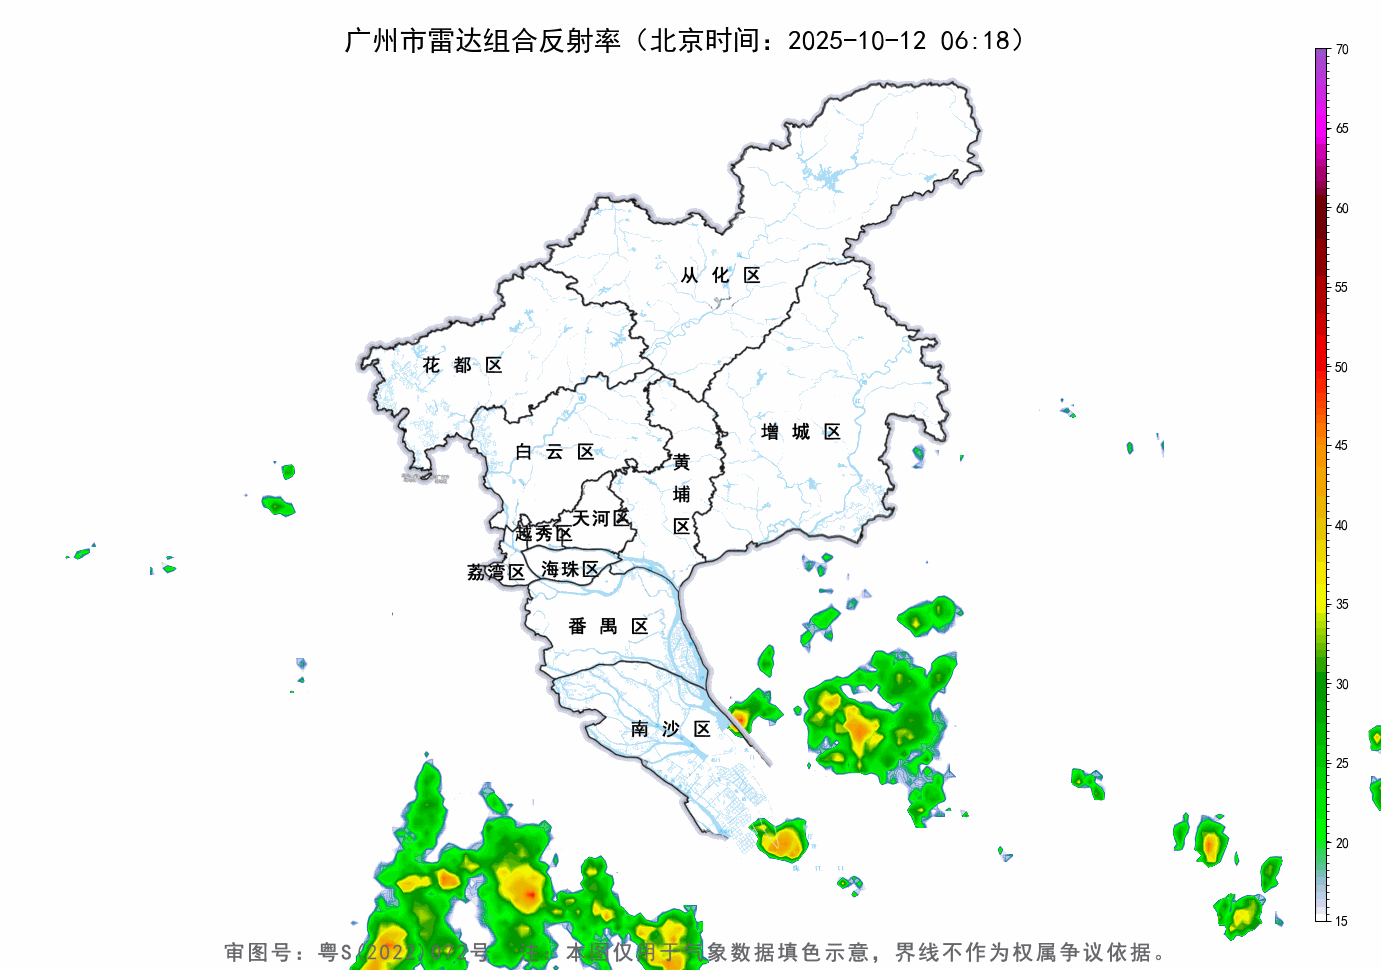 广州市雷达组合反射率（北京时间：2025-10-12 06:18）
70
65
60
55
50
45
40
35
30
25
20
15
从化区
花都区
增城区
白云区
黄埔区
天河区
越秀区
海珠区
荔湾区
番禺区
南沙区
审图号：粤S(2022)072号 注：本图仅用于气象数据填色示意，界线不作为权属争议依据。